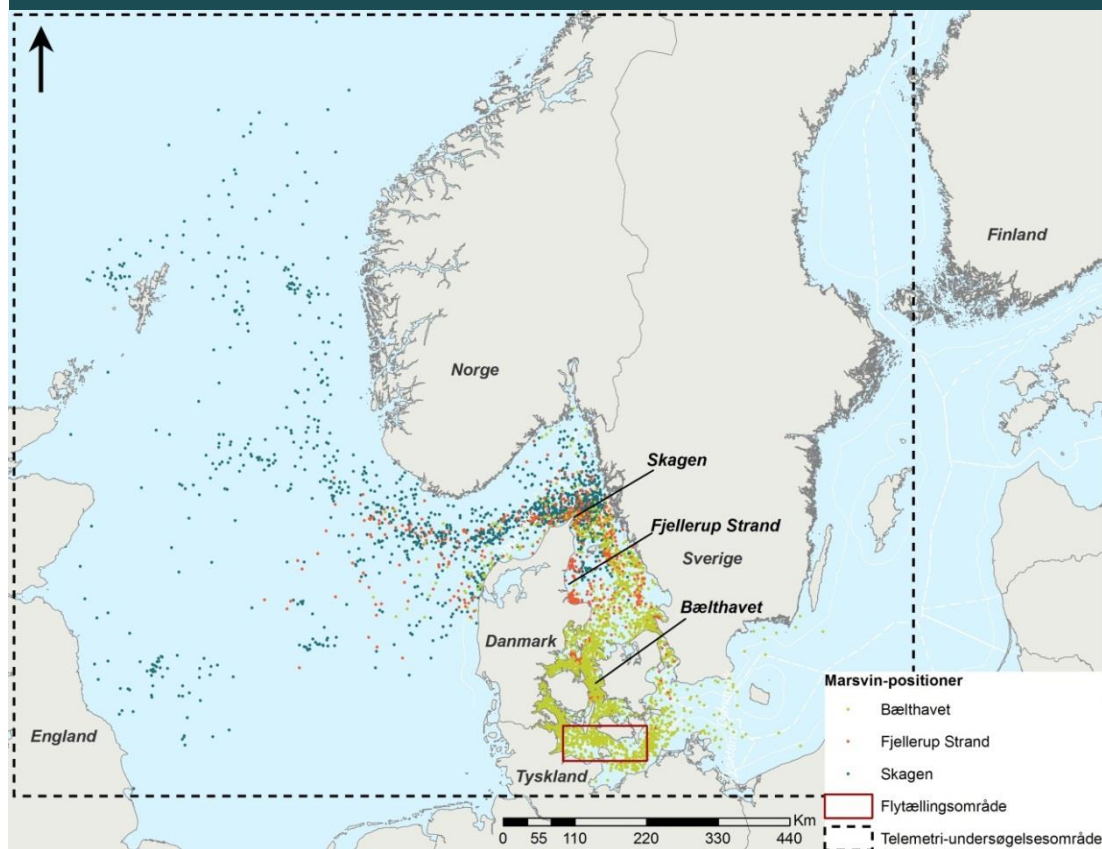 Finland
Norge
Skagen
Fjellerup Strand
Sverige
Bælthavet
Danmark
England
Tyskland
Marsvin-positioner
Bælthavet
Fjellerup Strand
Skagen
Flytællingsområde
Telemetri-undersøgelsesområde
Km
0 55 110 220 330 440